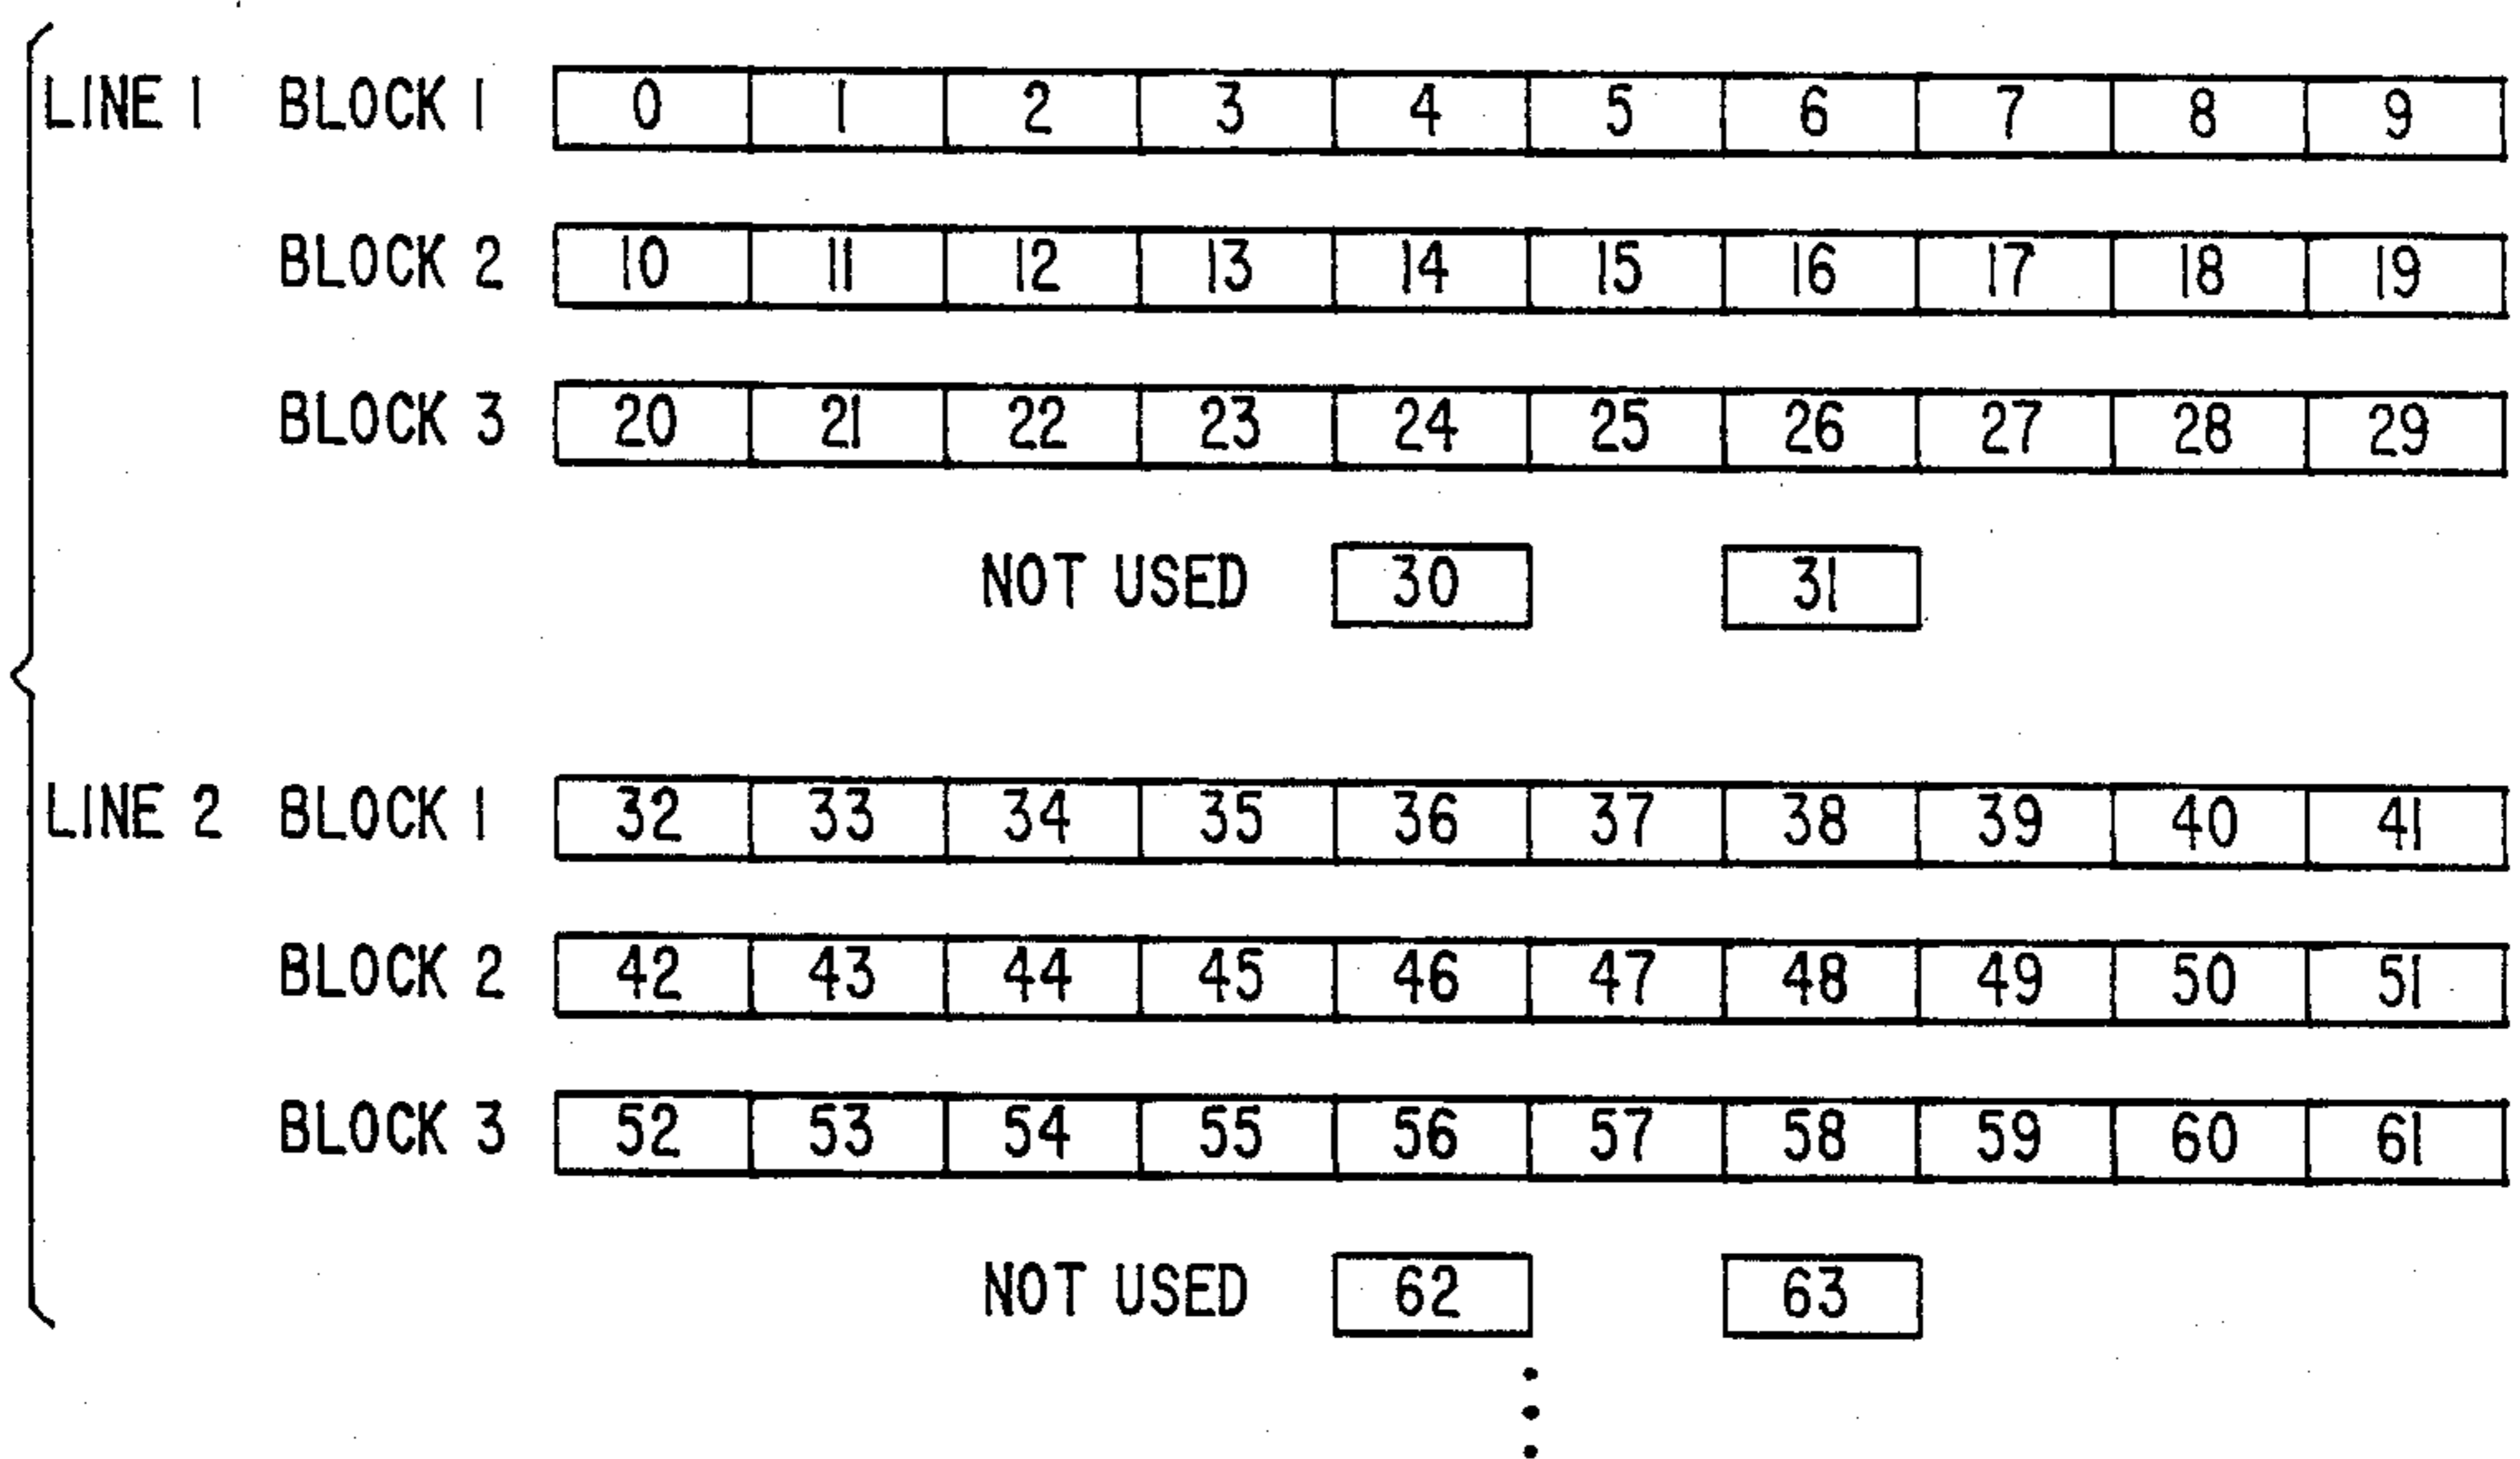 LINE 1 BLOCK 1 0 1 2 3 4 5 6 7 8 9
BLOCK 2 10 11 12 13 14 15 16 17 18 19
BLOCK 3 20 21 22 23 24 25 26 27 28 29
NOT USED 30 31
LINE 2 BLOCK 1 32 33 34 35 36 37 38 39 40 41
BLOCK 2 42 43 44 45 46 47 48 49 50 51
BLOCK 3 52 53 54 55 56 57 58 59 60 61
NOT USED 62 63